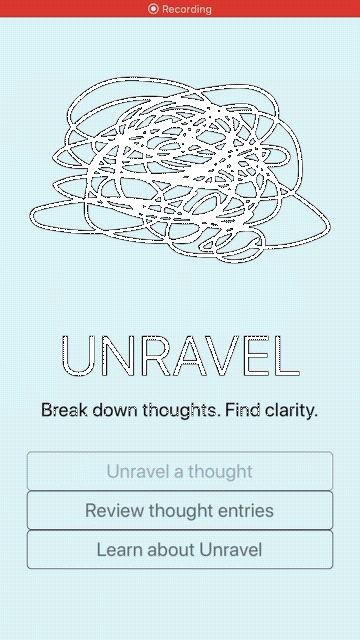 Recording
UNRAVEL
Break down thoughts. Find clarity.
Unravel a thought
Review thought entries
Learn about Unravel